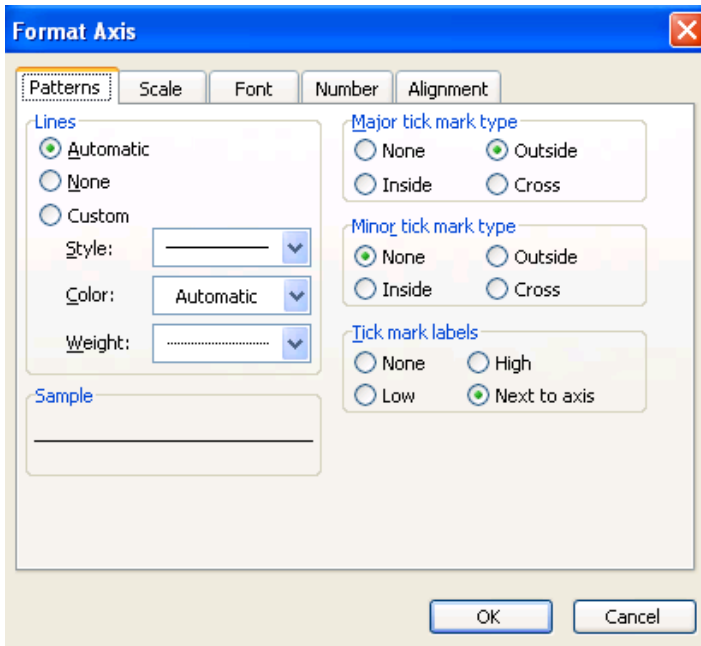 Format Axis
Patterns Scale Font Number Alignment
Lines
Automatic
None
Custom
Style:
Color: Automatic
Weight:
Sample
Major tick mark type
None Outside
Inside Cross
Minor tick mark type
None Outside
Inside Cross
Tick mark labels
None High
Low Next to axis
OK Cancel